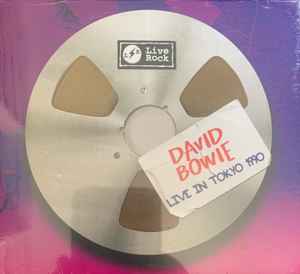 Live
Rock
DAVID
BOWIE
LIVE IN TOKYO 1990